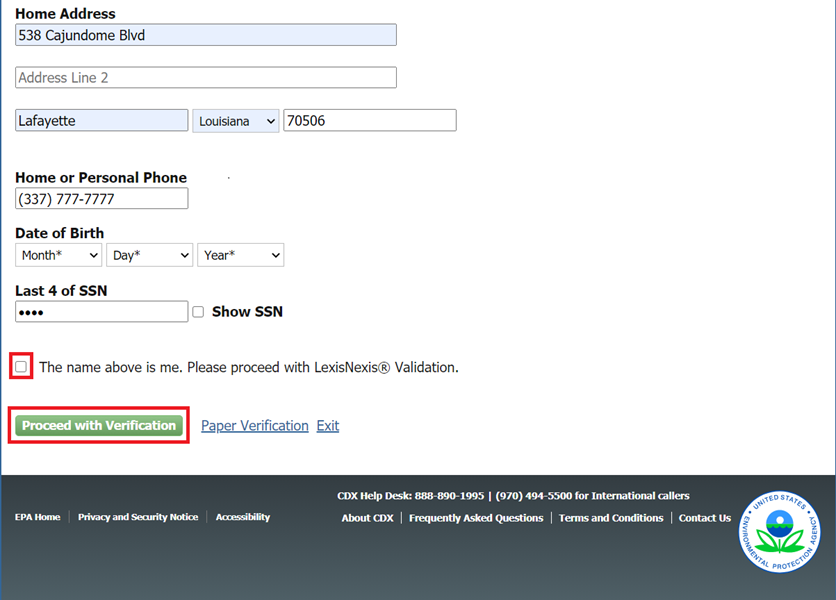 Home Address
538 Cajundome Blvd
Address Line 2
Lafayette Louisiana 70506
Home or Personal Phone
(337) 777-7777
Date of Birth
Month* Day* Year*
Last 4 of SSN
•••• Show SSN
The name above is me. Please proceed with LexisNexis® Validation.
Proceed with Verification Paper Verification Exit
CDX Help Desk: 888-890-1995 | (970) 494-5500 for International callers
EPA Home Privacy and Security Notice Accessibility
About CDX Frequently Asked Questions Terms and Conditions Contact Us
UNITED STATES
ENVIRONMENTAL PROTECTION AGENCY